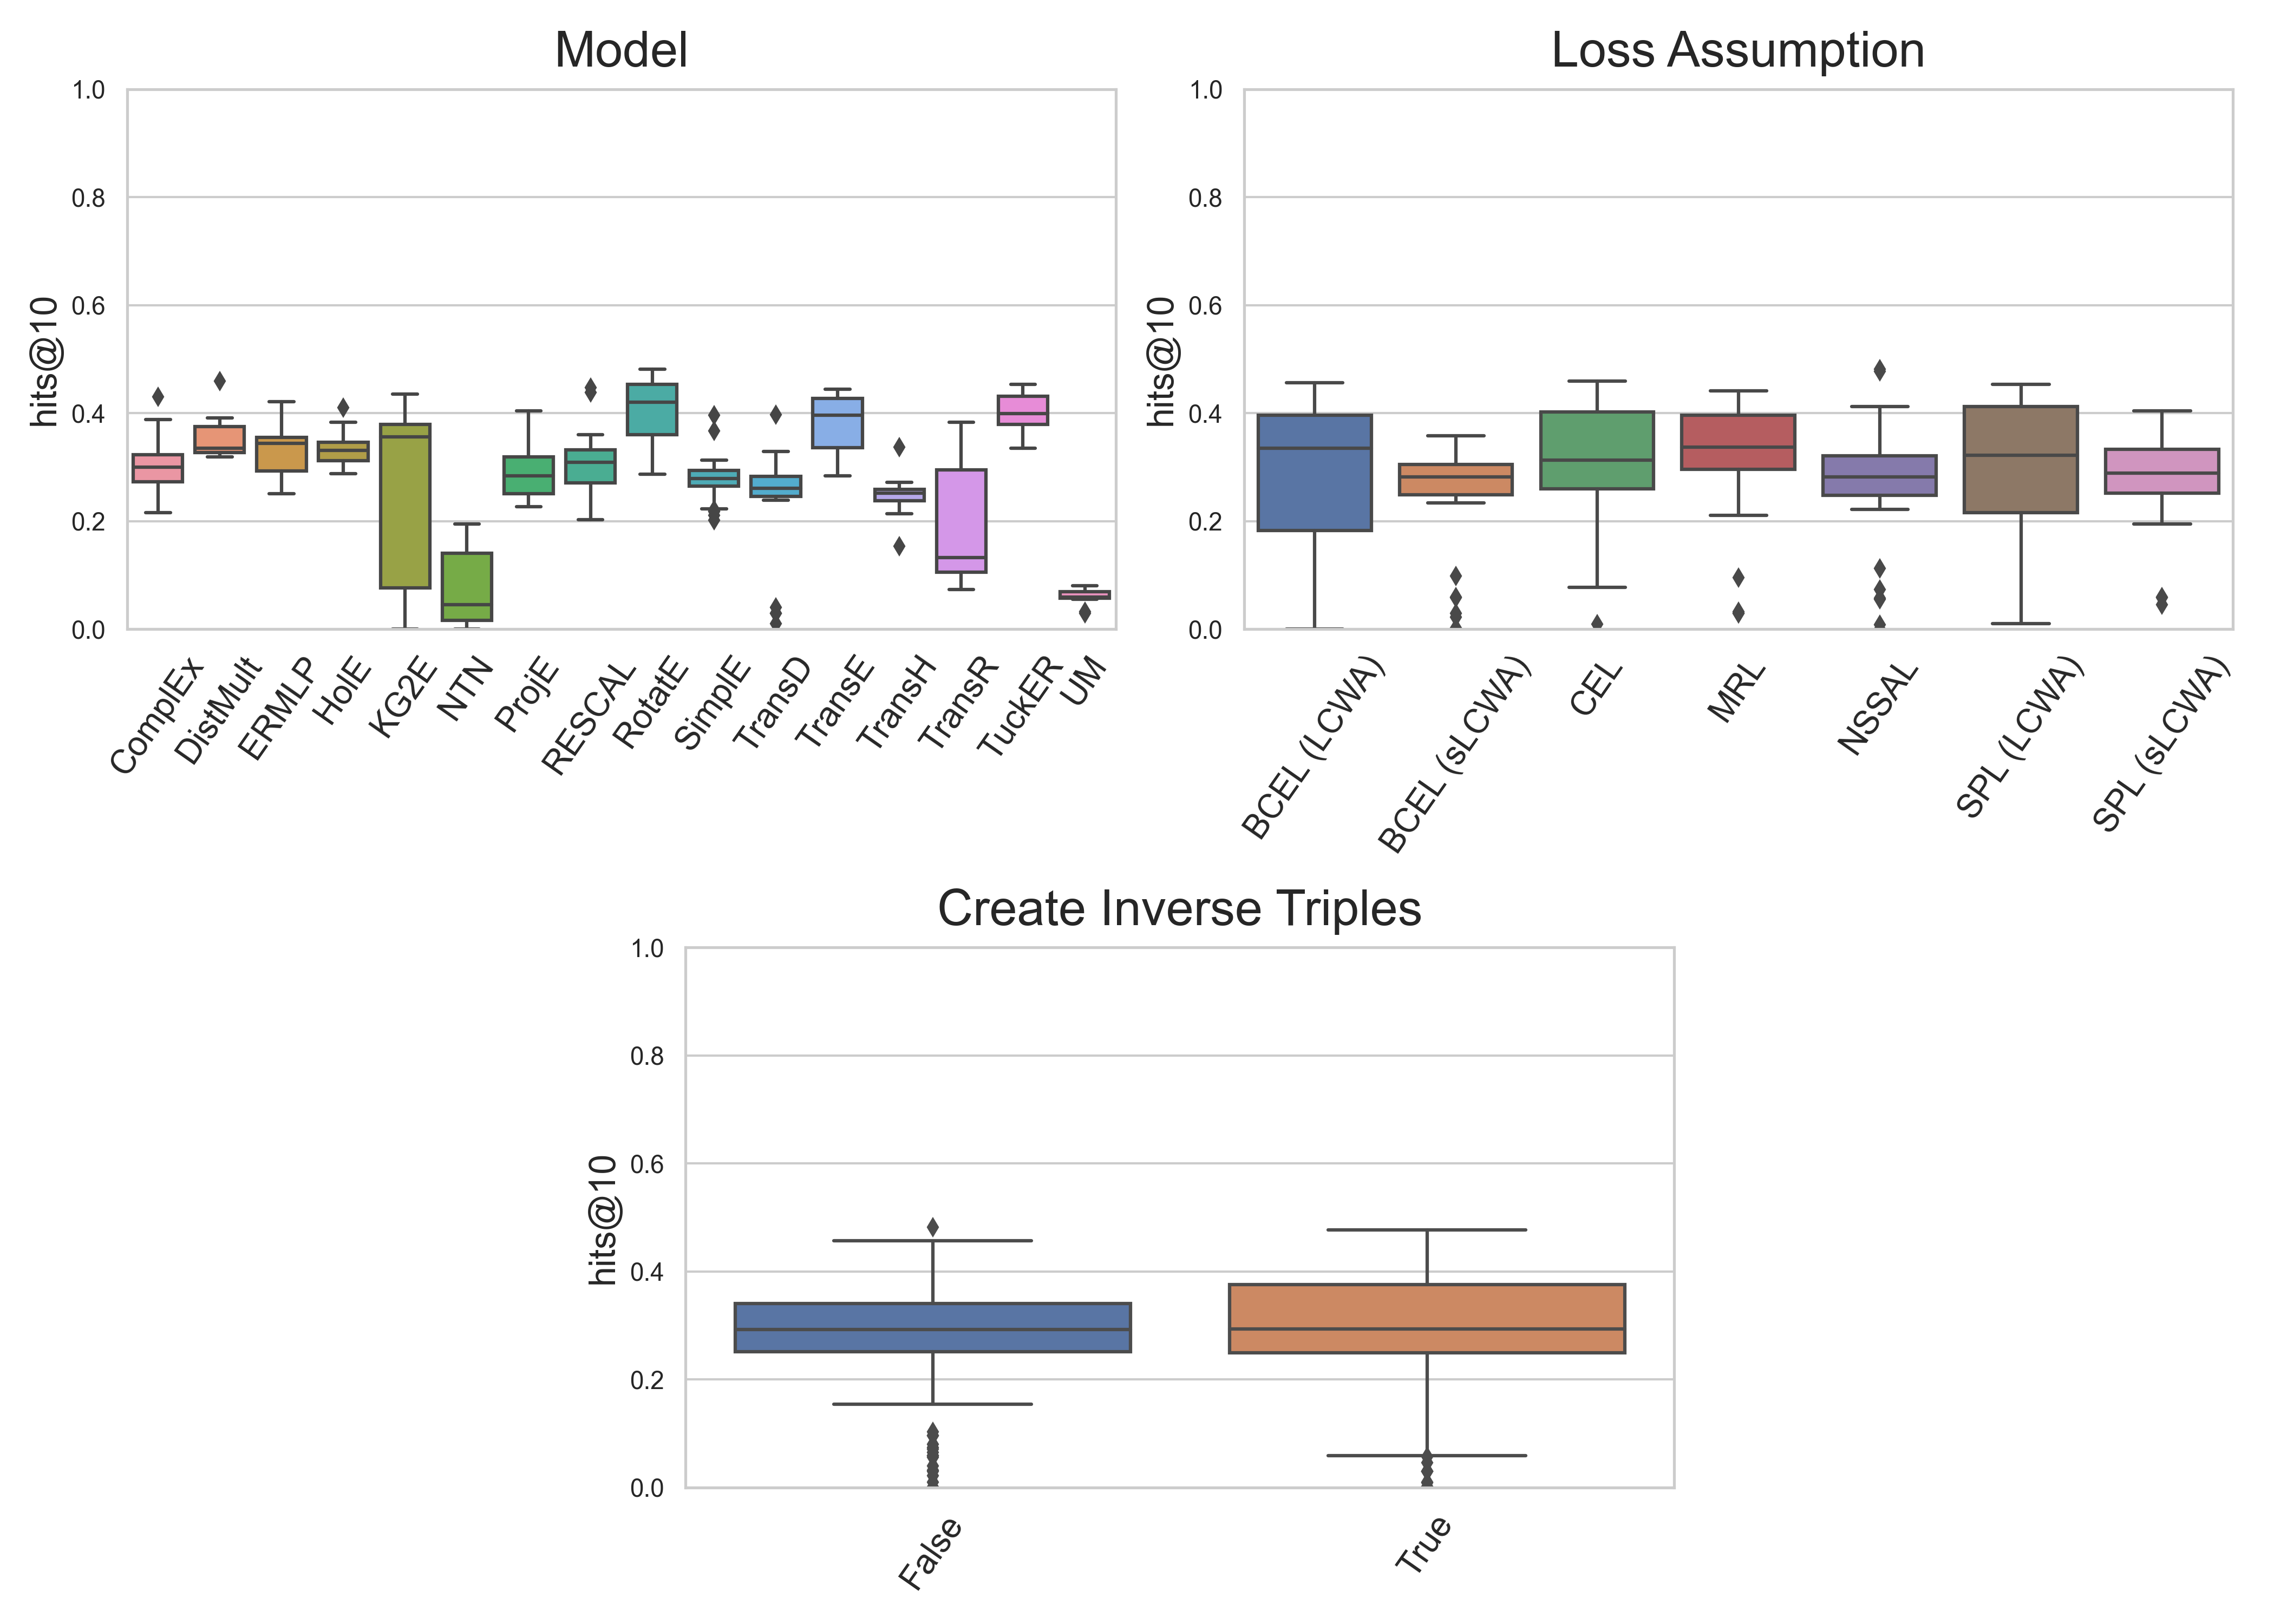 Model
1.0
0.8
0.6
0.4
0.2
0.0
hits@10
ComplEx
DistMult
ERMLP
HolE
KG2E
NTN
ProjE
RESCAL
RotatE
SimplE
TransD
TransE
TransH
TransR
TuckER
UM
Loss Assumption
1.0
0.8
0.6
0.4
0.2
0.0
hits@10
BCEL (LCWA)
BCEL (sLCWA)
CEL
MRL
NSSAL
SPL (LCWA)
SPL (sLCWA)
Create Inverse Triples
1.0
0.8
0.6
0.4
0.2
0.0
hits@10
False
True